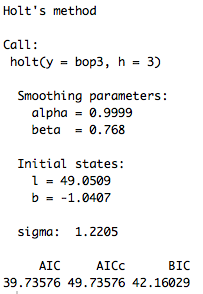 Holt's method
Call:
holt(y = bop3, h = 3)
Smoothing parameters:
alpha = 0.9999
beta  = 0.768
Initial states:
l = 49.0509
b = -1.0407
sigma:  1.2205
AIC     AICc      BIC
39.73576 49.73576 42.16029